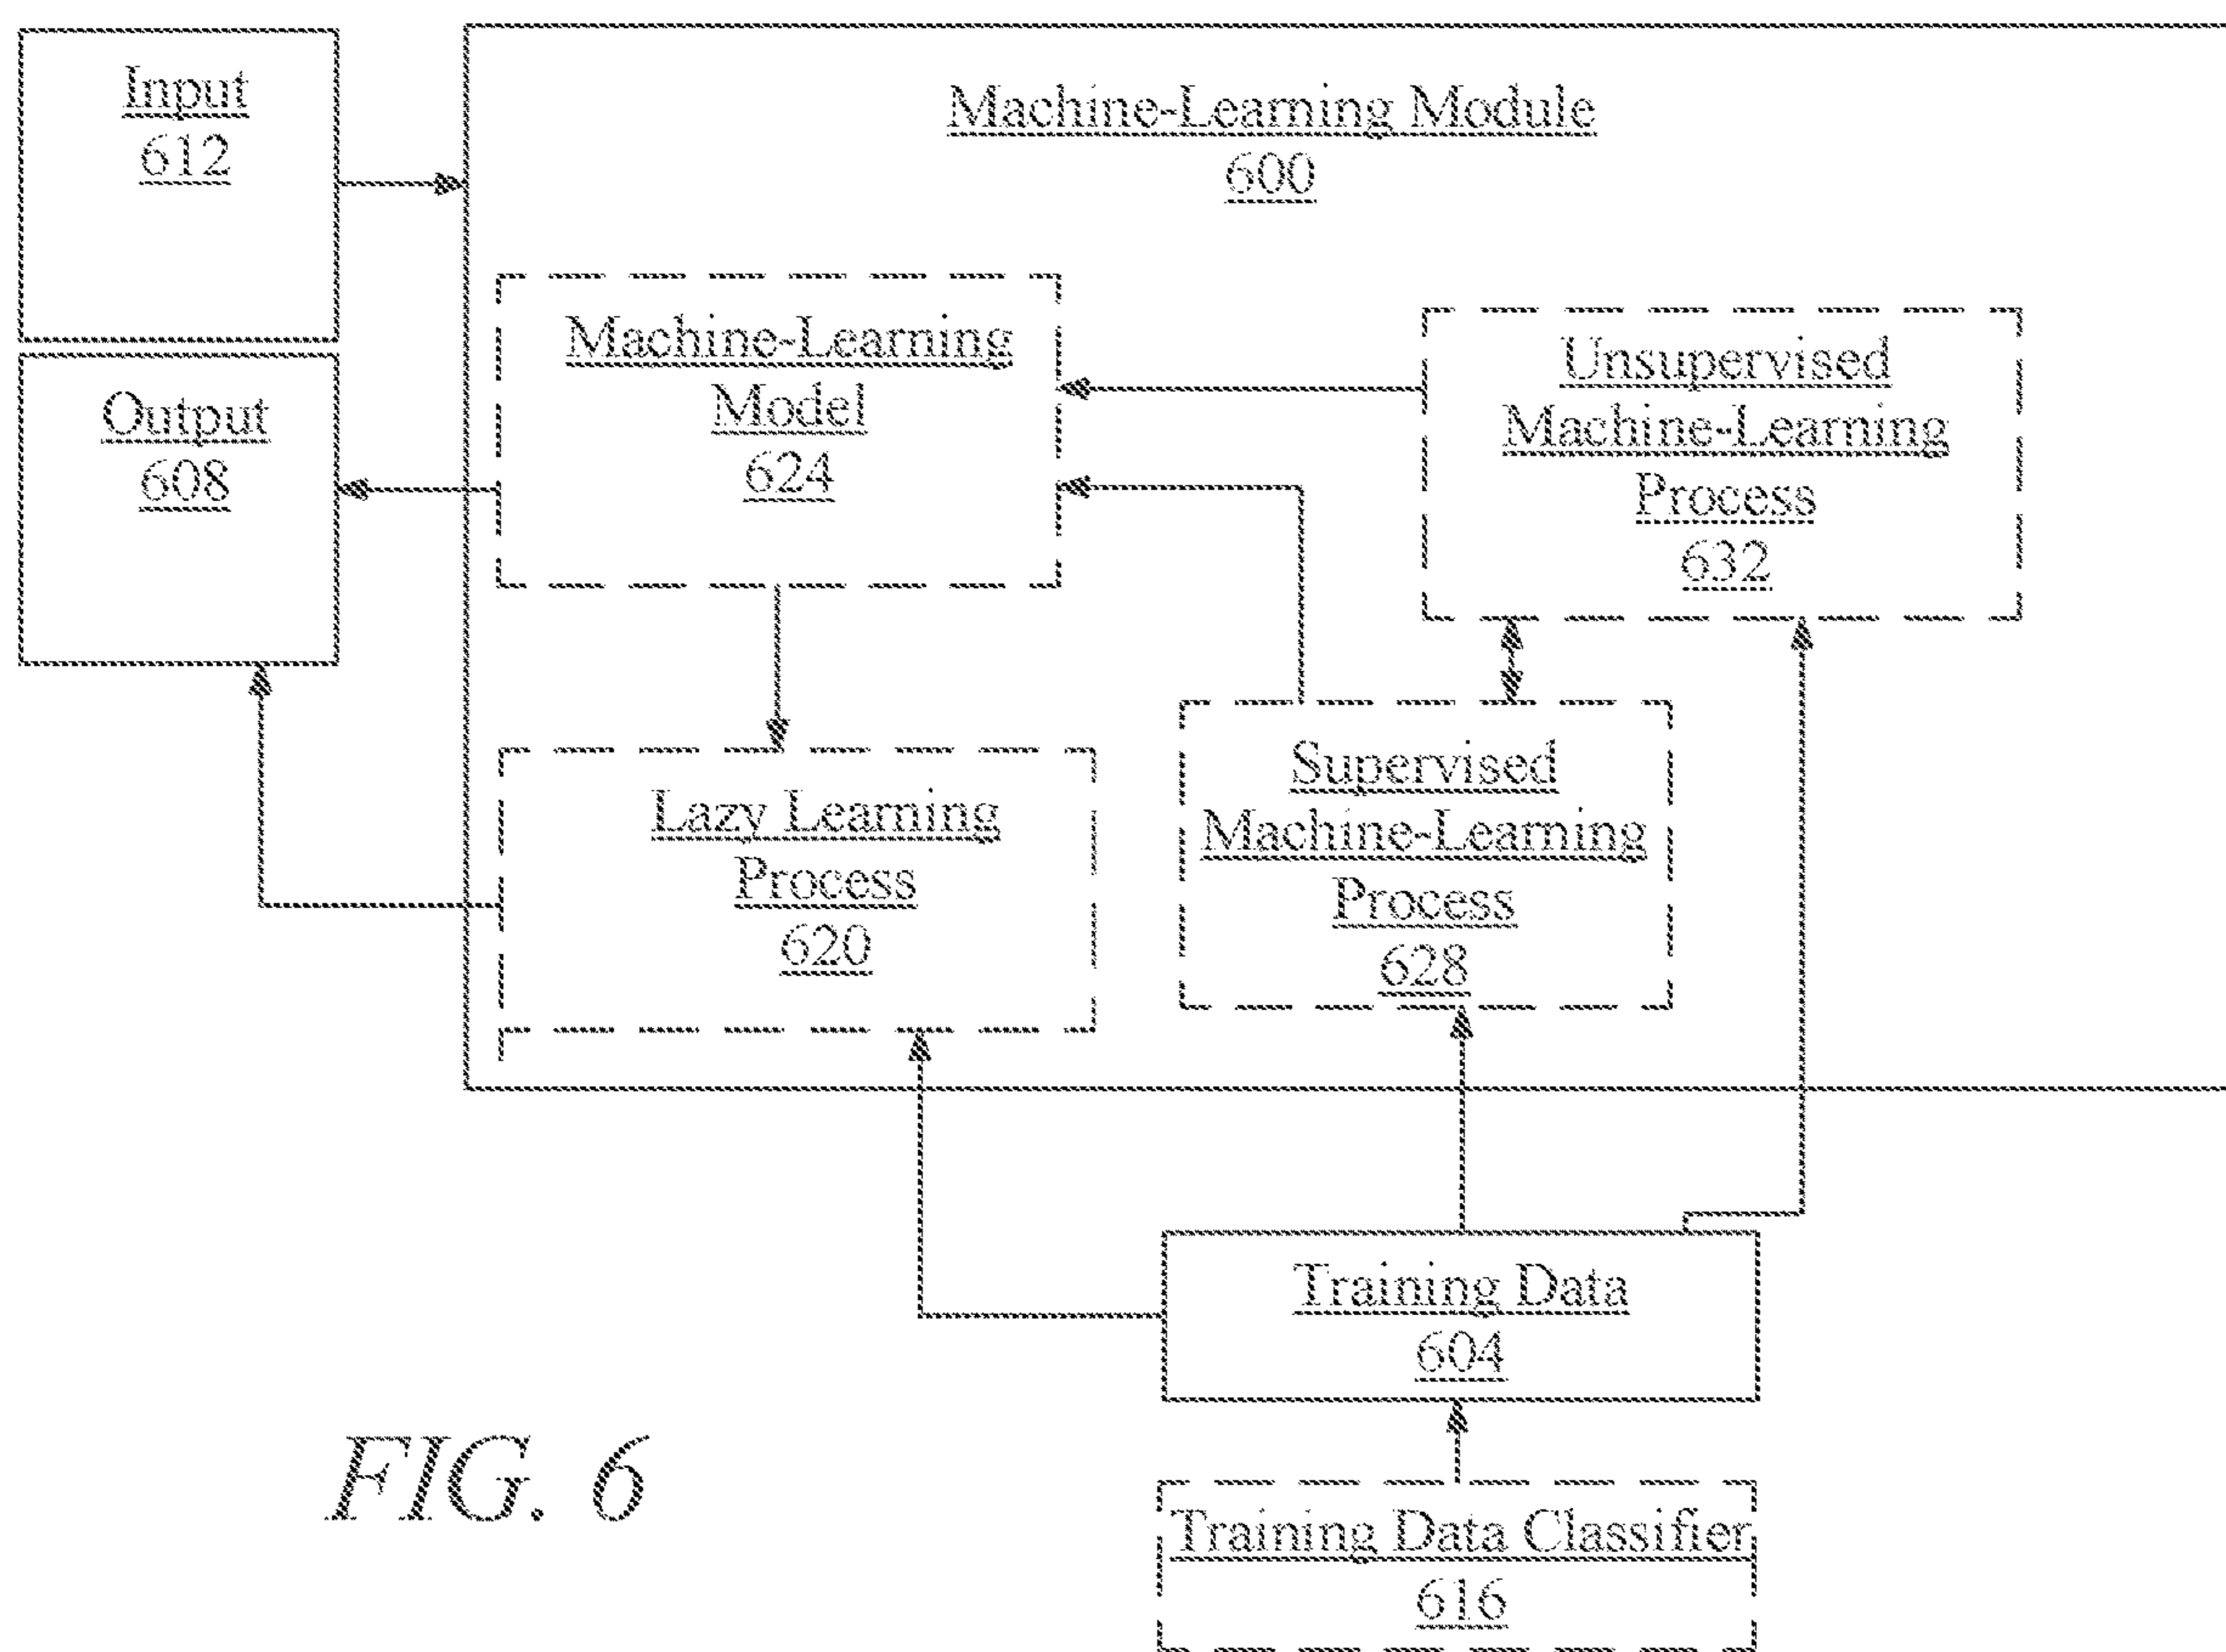 Input
612
Machine-Learning Module
600
Machine-Learning
Model
624
Unsupervised
Machine-Learning
Process
632
Output
608
Lazy Learning
Process
620
Supervised
Machine-Learning
Process
628
Training Data
604
FIG. 6
Training Data Classifier
616